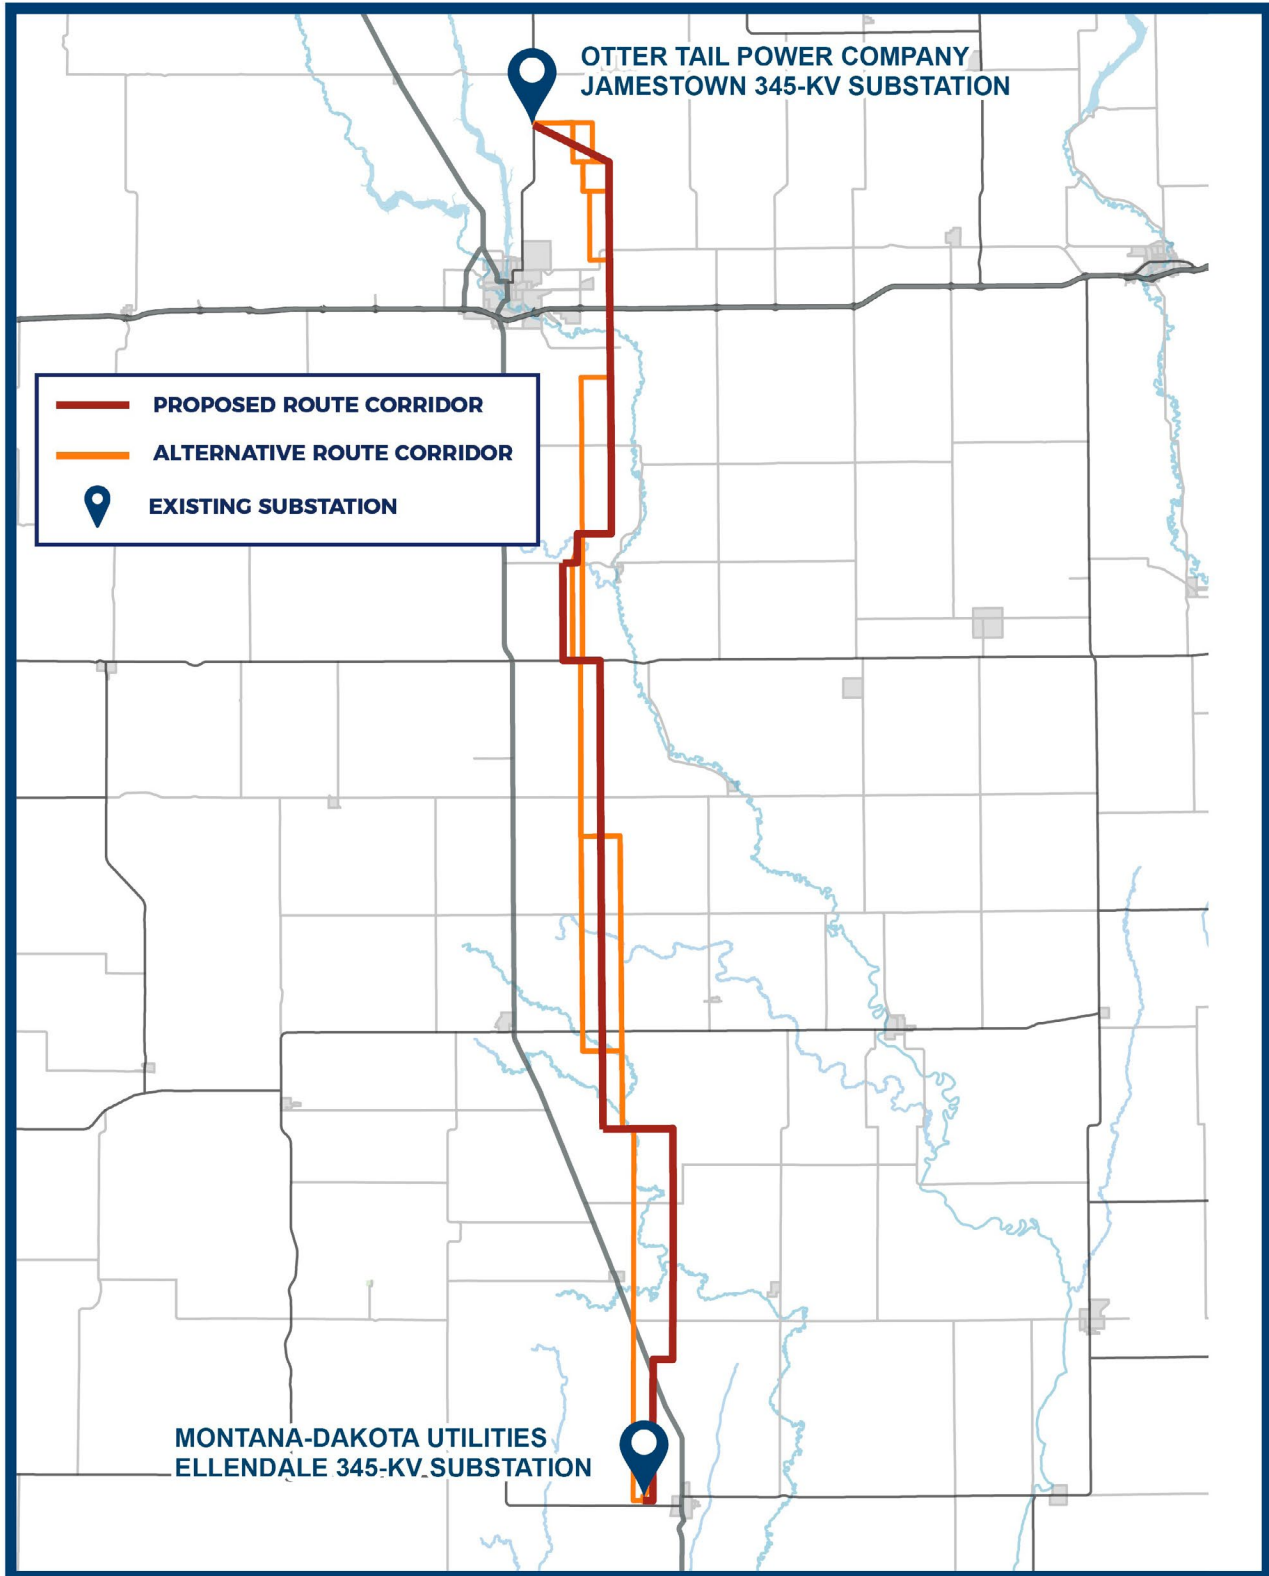 OTTER TAIL POWER COMPANY
JAMESTOWN 345-KV SUBSTATION
PROPOSED ROUTE CORRIDOR
ALTERNATIVE ROUTE CORRIDOR
EXISTING SUBSTATION
MONTANA-DAKOTA UTILITIES
ELLENDALE 345-KV SUBSTATION